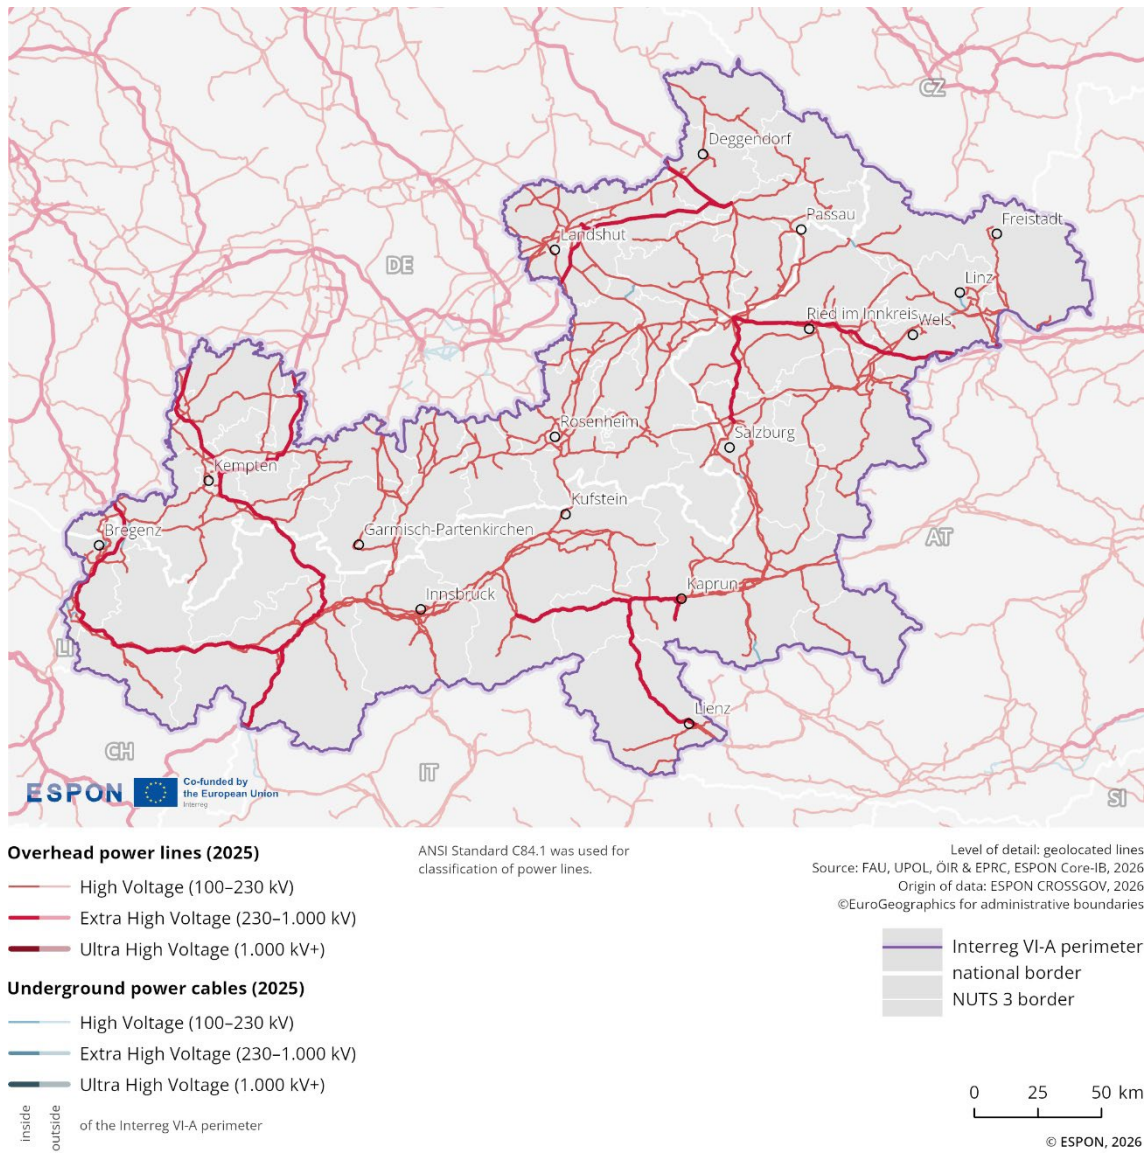 CZ
Deggendorf
Passau
Freistadt
Landshut
DE
Linz
Ried im Innkreis
Wels
Rosenheim
Salzburg
Kempten
Kufstein
Bregenz
Garmisch-Partenkirchen
AT
Kaprun
Innsbruck
LI
Lienz
CH
IT
SI
ESPON
Co-funded by
the European Union
Interreg
Overhead power lines (2025)
High Voltage (100–230 kV)
Extra High Voltage (230–1.000 kV)
Ultra High Voltage (1.000 kV+)
Underground power cables (2025)
High Voltage (100–230 kV)
Extra High Voltage (230–1.000 kV)
Ultra High Voltage (1.000 kV+)
inside
outside
of the Interreg VI-A perimeter
ANSI Standard C84.1 was used for
classification of power lines.
Level of detail: geolocated lines
Source: FAU, UPOL, ÖIR & EPRC, ESPON Core-IB, 2026
Origin of data: ESPON CROSSGOV, 2026
©EuroGeographics for administrative boundaries
Interreg VI-A perimeter
national border
NUTS 3 border
0 25 50 km
© ESPON, 2026